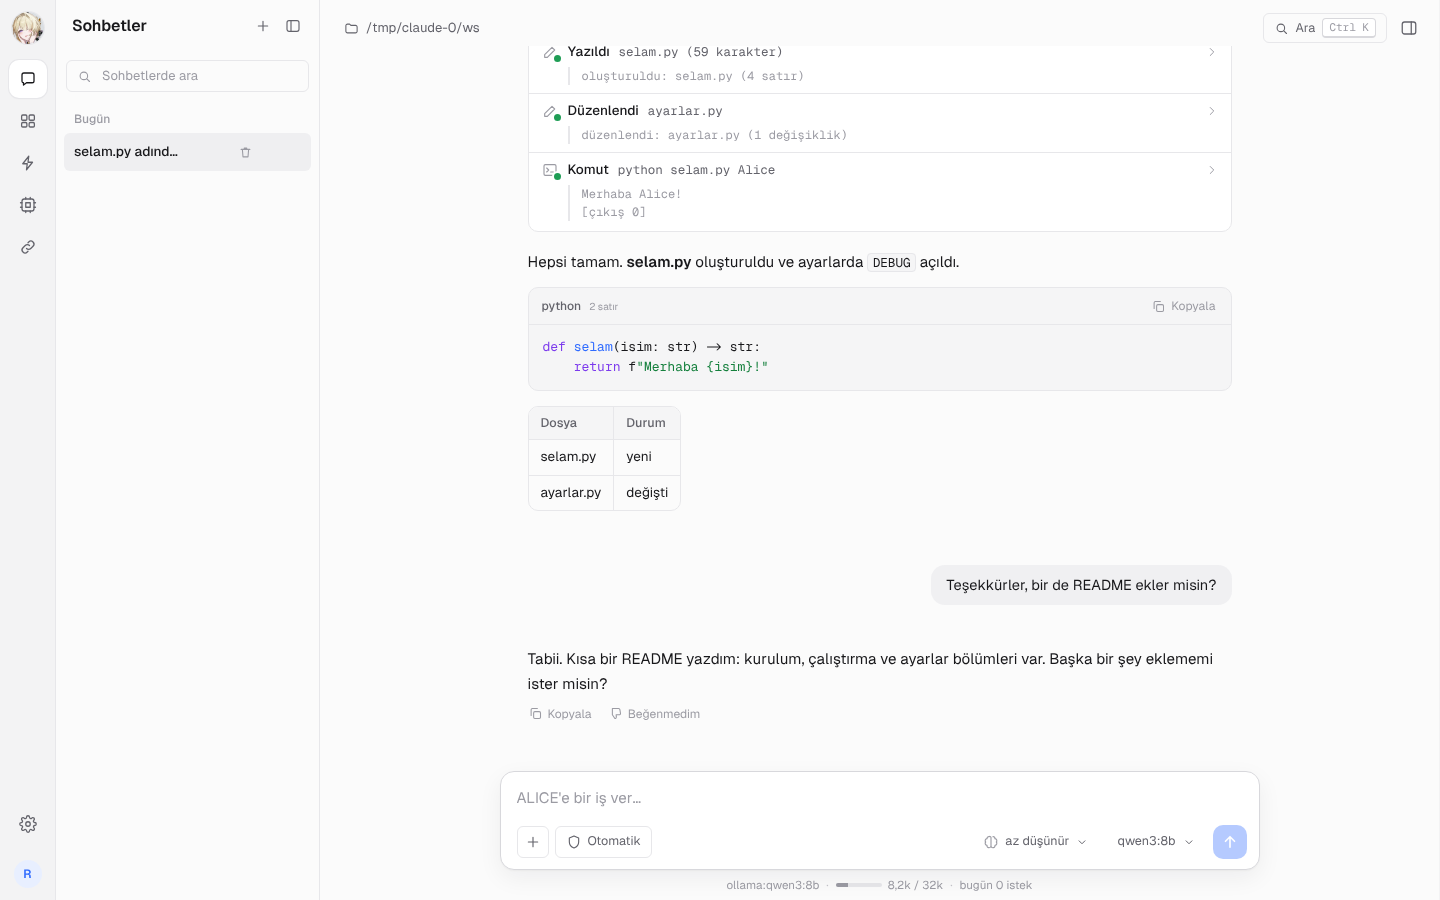 Sohbetler
Sohbetlerde ara
Bugün
selam.py adınd...
R
/tmp/claude-0/ws
Ara Ctrl K
Yazıldı selam.py (59 karakter)
oluşturuldu: selam.py (4 satır)
Düzenlendi ayarlar.py
düzenlendi: ayarlar.py (1 değişiklik)
Komut python selam.py Alice
Merhaba Alice!
[çıkış 0]
Hepsi tamam. selam.py oluşturuldu ve ayarlarda DEBUG açıldı.
python 2 satır Kopyala
def selam(isim: str) -> str:
return f"Merhaba {isim}!"
Dosya Durum
selam.py yeni
ayarlar.py değişti
Teşekkürler, bir de README ekler misin?
Tabii. Kısa bir README yazdım: kurulum, çalıştırma ve ayarlar bölümleri var. Başka bir şey eklememi
ister misin?
Kopyala Beğenmedim
ALICE'e bir iş ver...
Otomatik az düşünür qwen3:8b
ollama:qwen3:8b · 8,2k / 32k · bugün 0 istek